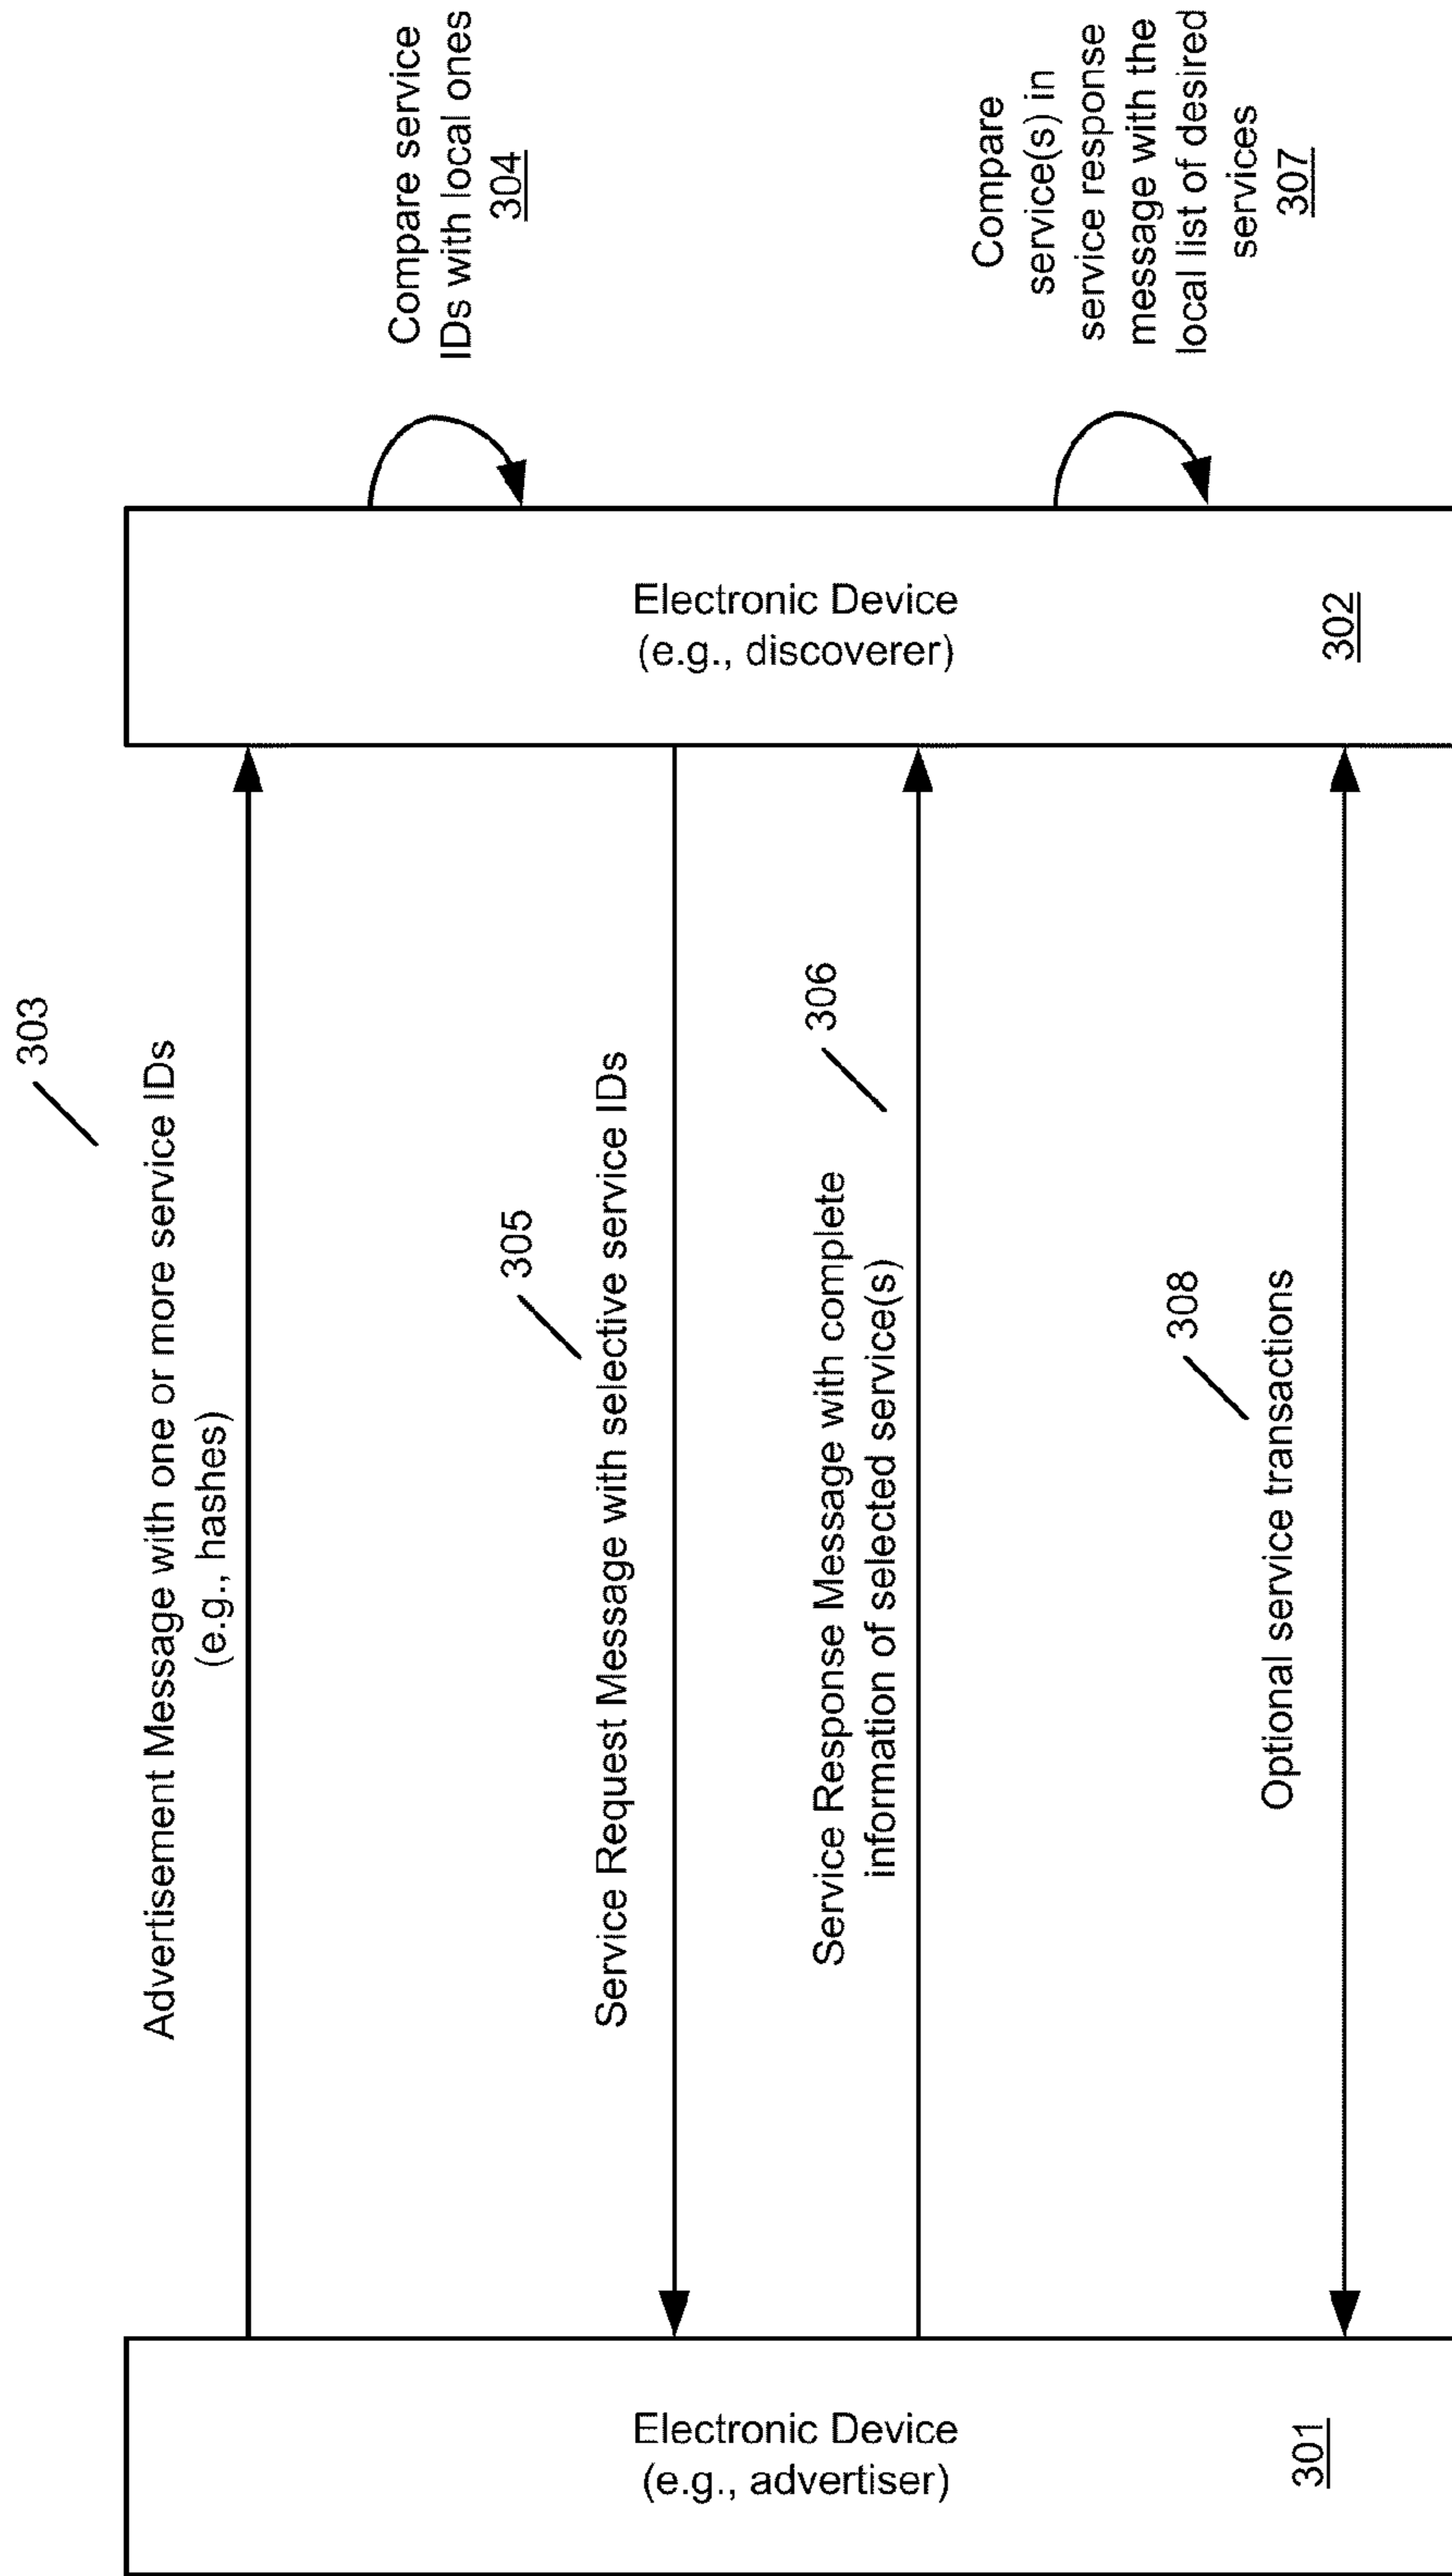 303
Advertisement Message with one or more service IDs
(e.g., hashes)
Compare service
IDs with local ones
304
305
Service Request Message with selective service IDs
306
Service Response Message with complete
information of selected service(s)
Compare
service(s) in
service response
message with the
local list of desired
services
307
308
Optional service transactions
Electronic Device
(e.g., advertiser)
301
Electronic Device
(e.g., discoverer)
302